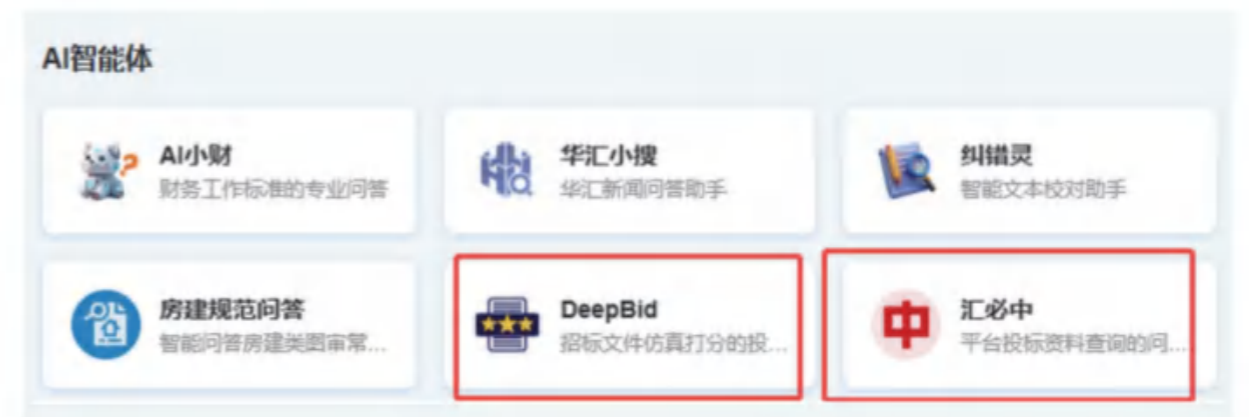 AI智能体
AI小财
财务工作标准的专业问答
华汇小搜
华汇新闻问答助手
纠错灵
智能文本校对助手
房建规范问答
智能问答房建类图审常...
DeepBid
招标文件仿真打分的投...
中
汇必中
平台投标资料查询的问...